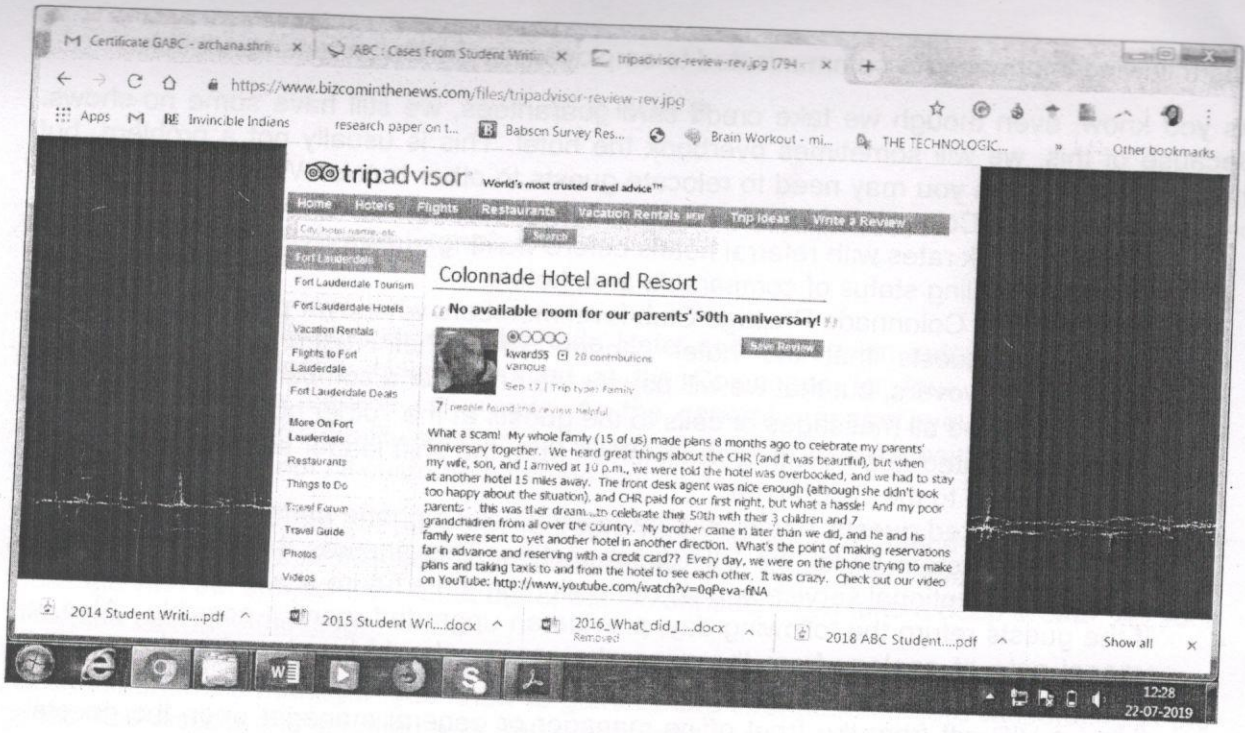 Certificate GABC - archana.shriv
ABC : Cases From Student Writi
tripadvisor-review-rev.jpg (794
https://www.bizcominthenews.com/files/tripadvisor-review-rev.jpg
Apps
Invincible Indians
research paper on t...
Babson Survey Res...
Brain Workout - mi...
THE TECHNOLOGIC...
Other bookmarks
tripadvisor World's most trusted travel advice™
Home Hotels Flights Restaurants Vacation Rentals NEW Trip Ideas Write a Review
City, hotel name, etc. Search
Fort Lauderdale
Fort Lauderdale Tourism
Fort Lauderdale Hotels
Vacation Rentals
Flights to Fort
Lauderdale
Fort Lauderdale Deals
More On Fort
Lauderdale
Restaurants
Things to Do
Travel Forum
Travel Guide
Photos
Videos
Colonnade Hotel and Resort
"No available room for our parents' 50th anniversary!"
Save Review
kward55 20 contributions
various
Sep 17 | Trip type: Family
7 people found this review helpful
What a scam! My whole family (15 of us) made plans 8 months ago to celebrate my parents'
anniversary together. We heard great things about the CHR (and it was beautiful), but when
my wife, son, and I arrived at 10 p.m., we were told the hotel was overbooked, and we had to stay
at another hotel 15 miles away. The front desk agent was nice enough (although she didn't look
too happy about the situation), and CHR paid for our first night, but what a hassle! And my poor
parents - this was their dream...to celebrate their 50th with their 3 children and 7
grandchildren from all over the country. My brother came in later than we did, and he and his
family were sent to yet another hotel in another direction. What's the point of making reservations
far in advance and reserving with a credit card?? Every day, we were on the phone trying to make
plans and taking taxis to and from the hotel to see each other. It was crazy. Check out our video
on YouTube: http://www.youtube.com/watch?v=0qPeva-fiNA
2014 Student Writi....pdf
2015 Student Wri....docx
2016_What_did_I....docx
Removed
2018 ABC Student....pdf
Show all
12:28
22-07-2019